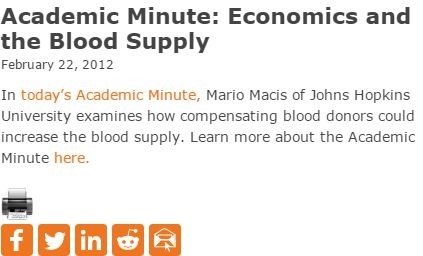 Academic Minute: Economics and
the Blood Supply
February 22, 2012
In today's Academic Minute, Mario Macis of Johns Hopkins
University examines how compensating blood donors could
increase the blood supply. Learn more about the Academic
Minute here.